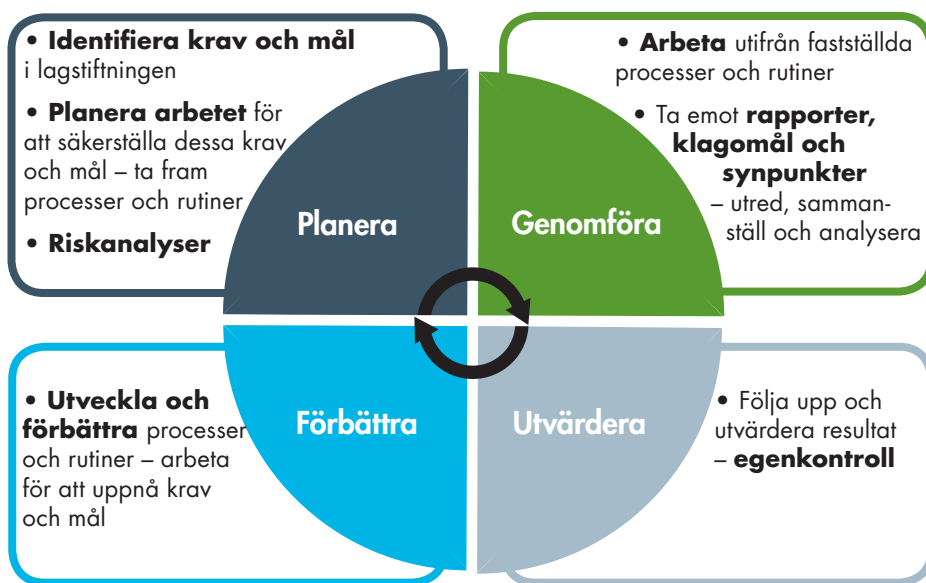 • Identifiera krav och mål
i lagstiftningen
• Planera arbetet för
att säkerställa dessa krav
och mål – ta fram
processer och rutiner
• Riskanalyser
Planera
• Arbeta utifrån fastställda
processer och rutiner
• Ta emot rapporter,
klagomål och
synpunkter
– utred, samman-
ställ och analysera
Genomföra
• Utveckla och
förbättra processer
och rutiner – arbeta
för att uppnå krav
och mål
Förbättra
Utvärdera
• Följa upp och
utvärdera resultat
– egenkontroll